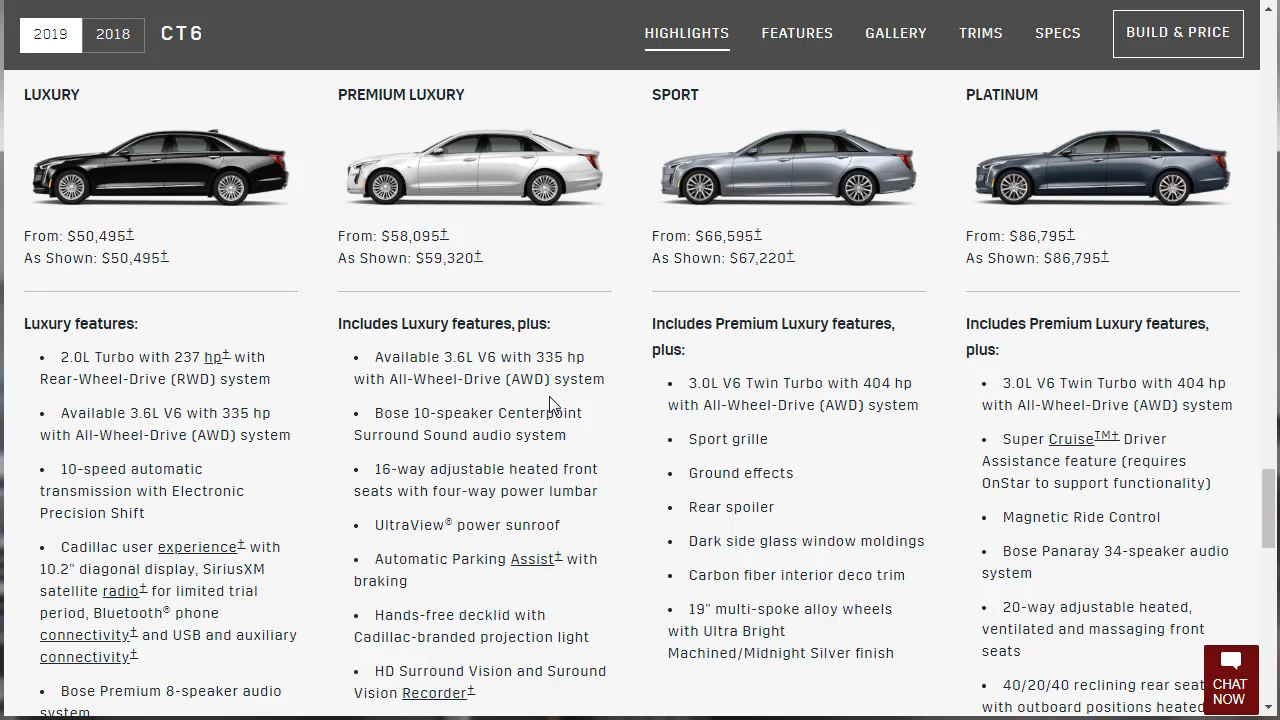 2019
2018
CT6
HIGHLIGHTS
FEATURES
GALLERY
TRIMS
SPECS
BUILD & PRICE
LUXURY
From: $50,495‡
As Shown: $50,495‡
Luxury features:
• 2.0L Turbo with 237 hp‡ with
Rear-Wheel-Drive (RWD) system
• Available 3.6L V6 with 335 hp
with All-Wheel-Drive (AWD) system
• 10-speed automatic
transmission with Electronic
Precision Shift
• Cadillac user experience‡ with
10.2" diagonal display, SiriusXM
satellite radio‡ for limited trial
period, Bluetooth® phone
connectivity‡ and USB and auxiliary
connectivity‡
• Bose Premium 8-speaker audio
system
PREMIUM LUXURY
From: $58,095‡
As Shown: $59,320‡
Includes Luxury features, plus:
• Available 3.6L V6 with 335 hp
with All-Wheel-Drive (AWD) system
• Bose 10-speaker Centerpoint
Surround Sound audio system
• 16-way adjustable heated front
seats with four-way power lumbar
• UltraView® power sunroof
• Automatic Parking Assist‡ with
braking
• Hands-free decklid with
Cadillac-branded projection light
• HD Surround Vision and Surround
Vision Recorder‡
SPORT
From: $66,595‡
As Shown: $67,220‡
Includes Premium Luxury features,
plus:
• 3.0L V6 Twin Turbo with 404 hp
with All-Wheel-Drive (AWD) system
• Sport grille
• Ground effects
• Rear spoiler
• Dark side glass window moldings
• Carbon fiber interior deco trim
• 19" multi-spoke alloy wheels
with Ultra Bright
Machined/Midnight Silver finish
PLATINUM
From: $86,795‡
As Shown: $86,795‡
Includes Premium Luxury features,
plus:
• 3.0L V6 Twin Turbo with 404 hp
with All-Wheel-Drive (AWD) system
• Super Cruise™‡ Driver
Assistance feature (requires
OnStar to support functionality)
• Magnetic Ride Control
• Bose Panaray 34-speaker audio
system
• 20-way adjustable heated,
ventilated and massaging front
seats
• 40/20/40 reclining rear seat
with outboard positions heated
CHAT
NOW